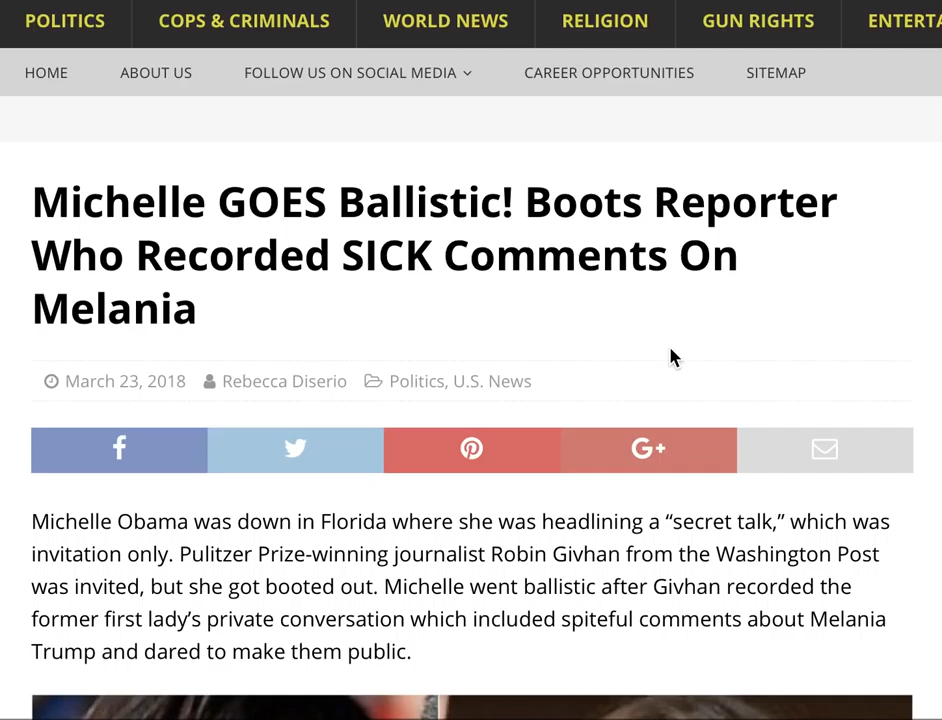 POLITICS COPS & CRIMINALS WORLD NEWS RELIGION GUN RIGHTS ENTERTA
HOME ABOUT US FOLLOW US ON SOCIAL MEDIA CAREER OPPORTUNITIES SITEMAP
Michelle GOES Ballistic! Boots Reporter
Who Recorded SICK Comments On
Melania
March 23, 2018 Rebecca Diserio Politics, U.S. News
f G+
Michelle Obama was down in Florida where she was headlining a “secret talk,” which was
invitation only. Pulitzer Prize-winning journalist Robin Givhan from the Washington Post
was invited, but she got booted out. Michelle went ballistic after Givhan recorded the
former first lady’s private conversation which included spiteful comments about Melania
Trump and dared to make them public.